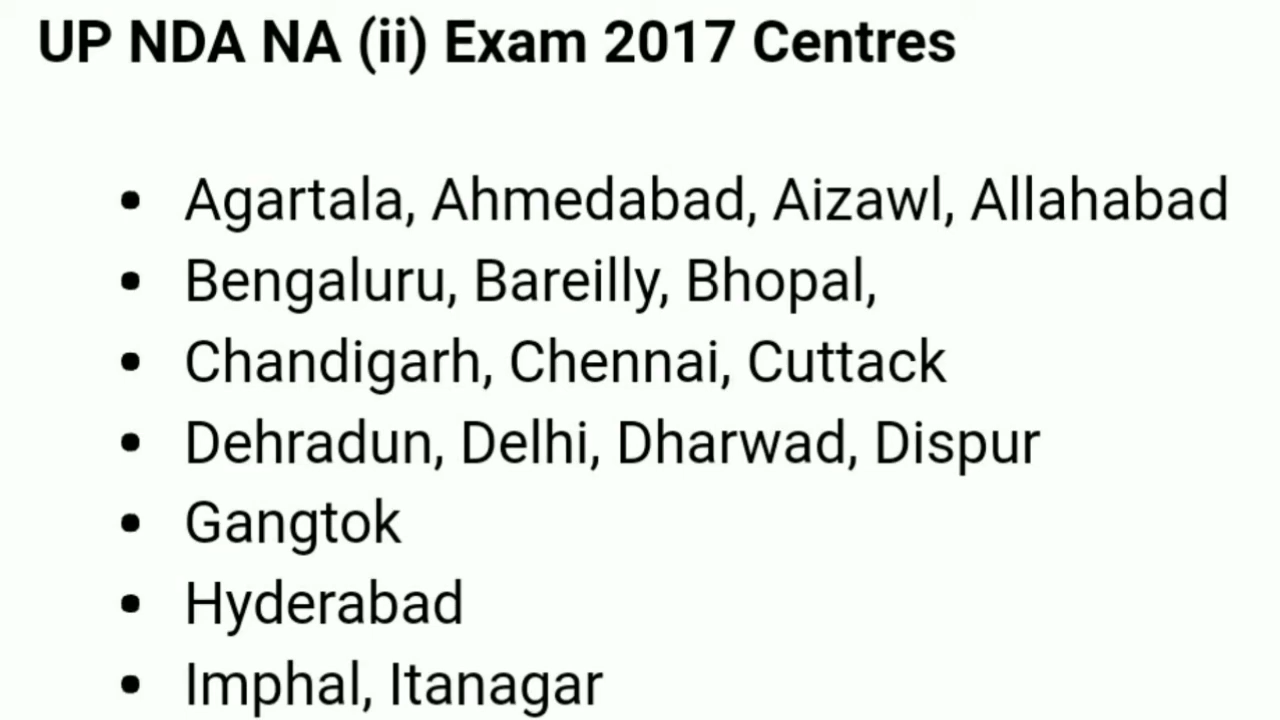 UP NDA NA (ii) Exam 2017 Centres
• Agartala, Ahmedabad, Aizawl, Allahabad
• Bengaluru, Bareilly, Bhopal,
• Chandigarh, Chennai, Cuttack
• Dehradun, Delhi, Dharwad, Dispur
• Gangtok
• Hyderabad
• Imphal, Itanagar